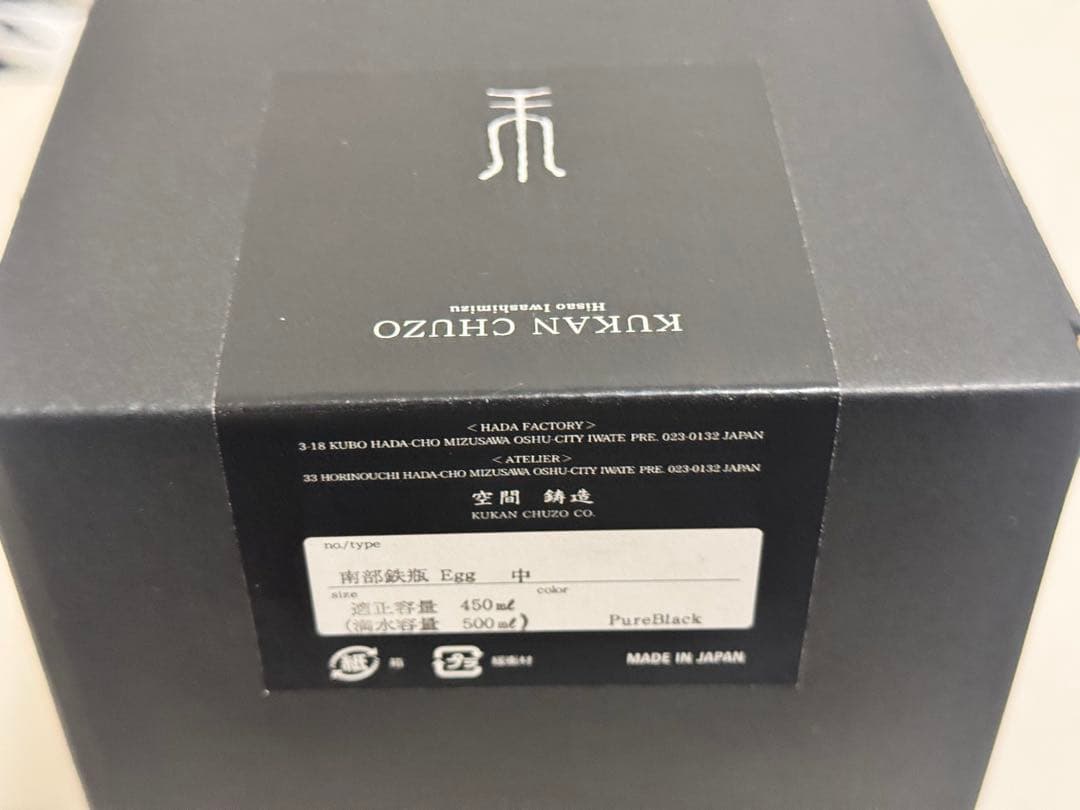 KUKAN CHUZO
Hisao Iwashimizu
< HADA FACTORY >
3-18 KUBO HADA-CHO MIZUSAWA OSHU-CITY IWATE PRE. 023-0132 JAPAN
< ATELIER >
33 HORINOUCHI HADA-CHO MIZUSAWA OSHU-CITY IWATE PRE. 023-0132 JAPAN
空間 鋳造
KUKAN CHUZO CO.
no./type
南部鉄瓶 Egg 中
size color
適正容量 450㎖
(満水容量 500㎖) PureBlack
紙 箱 プラ 緩衝材 MADE IN JAPAN